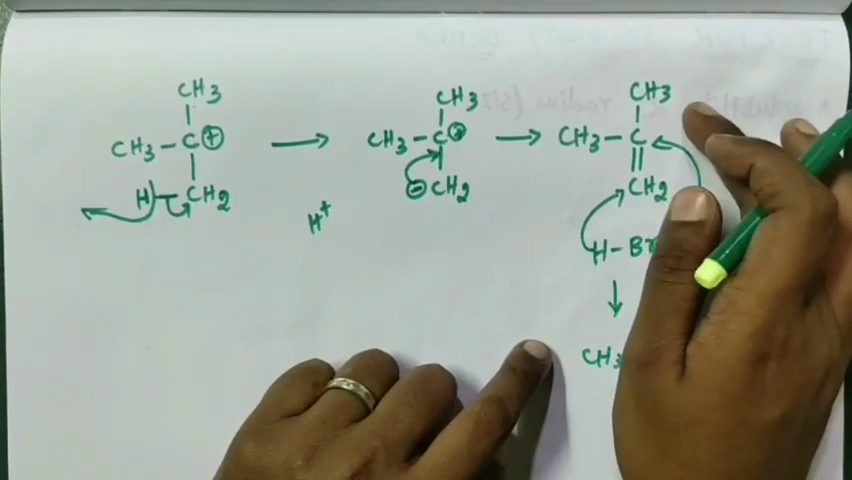 CH3 CH3 CH3
CH3-C⊕ → CH3-C⊕ → CH3-C
H-CH2 ⊖CH2 CH2
H+
H-Br
↓
CH3